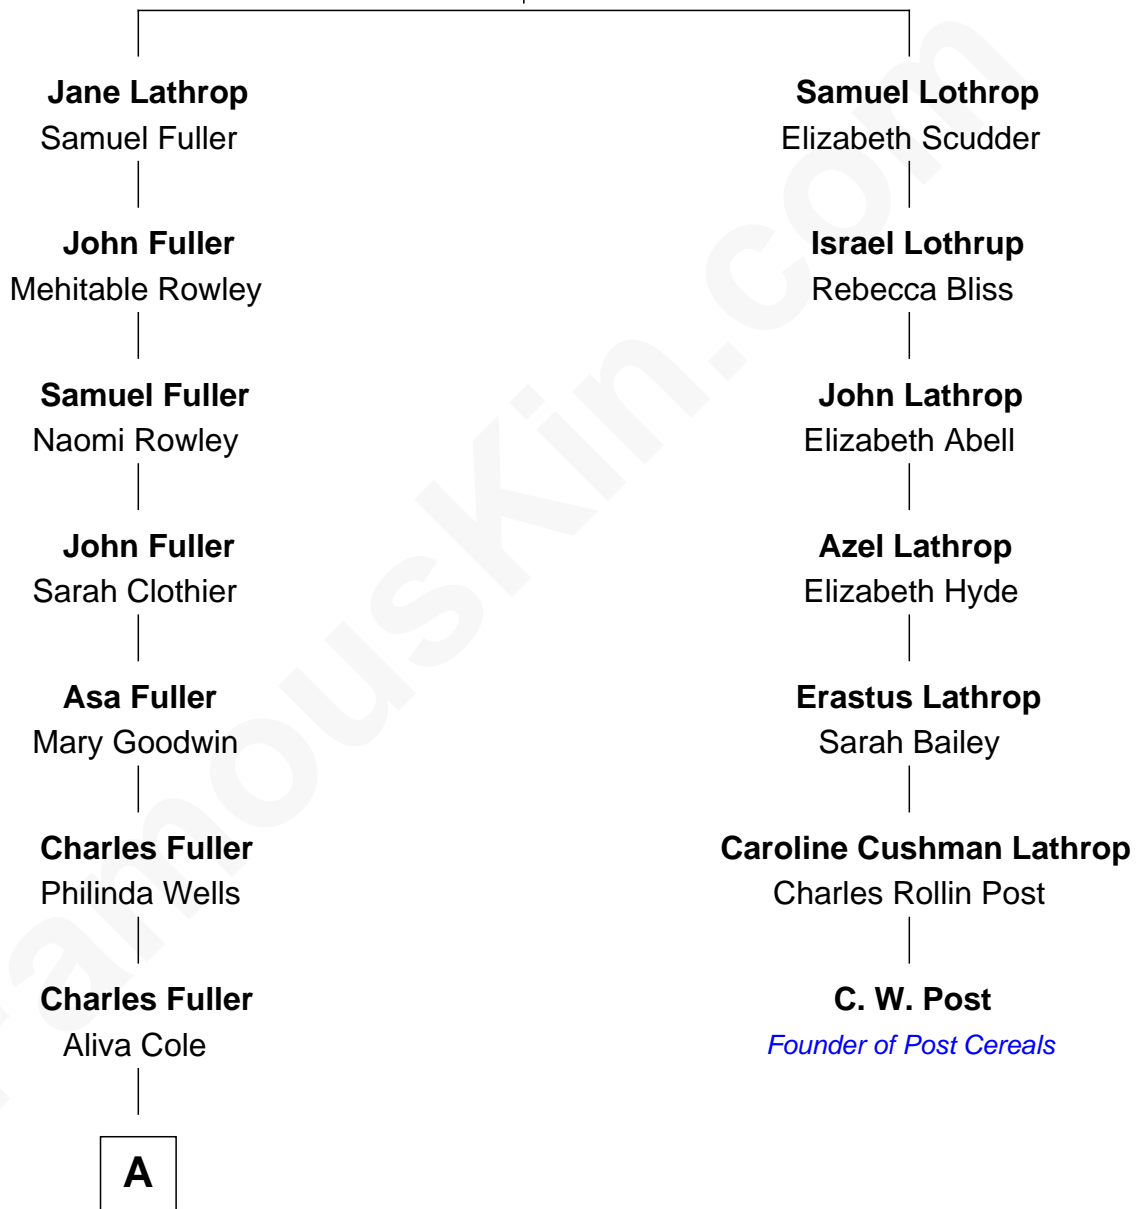 Jane Lathrop
Samuel Fuller
John Fuller
Mehitable Rowley
Samuel Fuller
Naomi Rowley
John Fuller
Sarah Clothier
Asa Fuller
Mary Goodwin
Charles Fuller
Philinda Wells
Charles Fuller
Aliva Cole
A
Samuel Lothrop
Elizabeth Scudder
Israel Lothrup
Rebecca Bliss
John Lathrop
Elizabeth Abell
Azel Lathrop
Elizabeth Hyde
Erastus Lathrop
Sarah Bailey
Caroline Cushman Lathrop
Charles Rollin Post
C. W. Post
Founder of Post Cereals
FamousKin.com